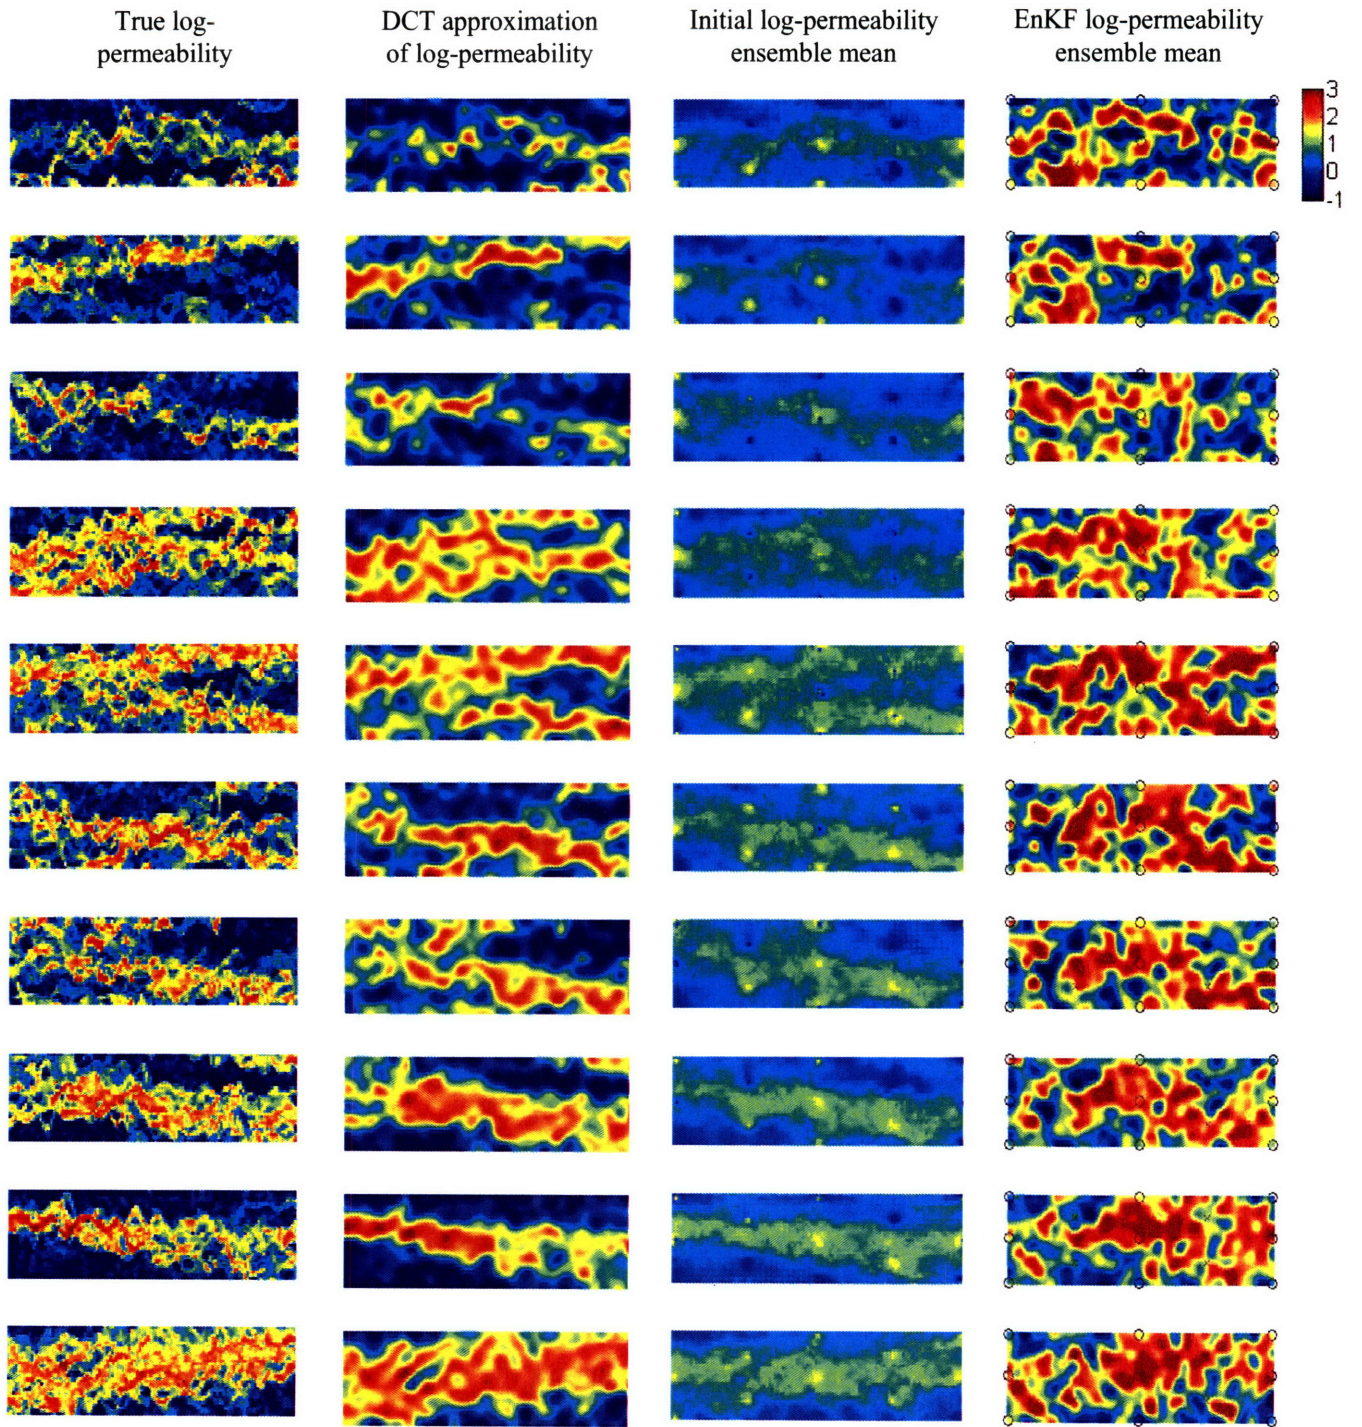 True log-
permeability
DCT approximation
of log-permeability
Initial log-permeability
ensemble mean
EnKF log-permeability
ensemble mean
3
2
1
0
-1